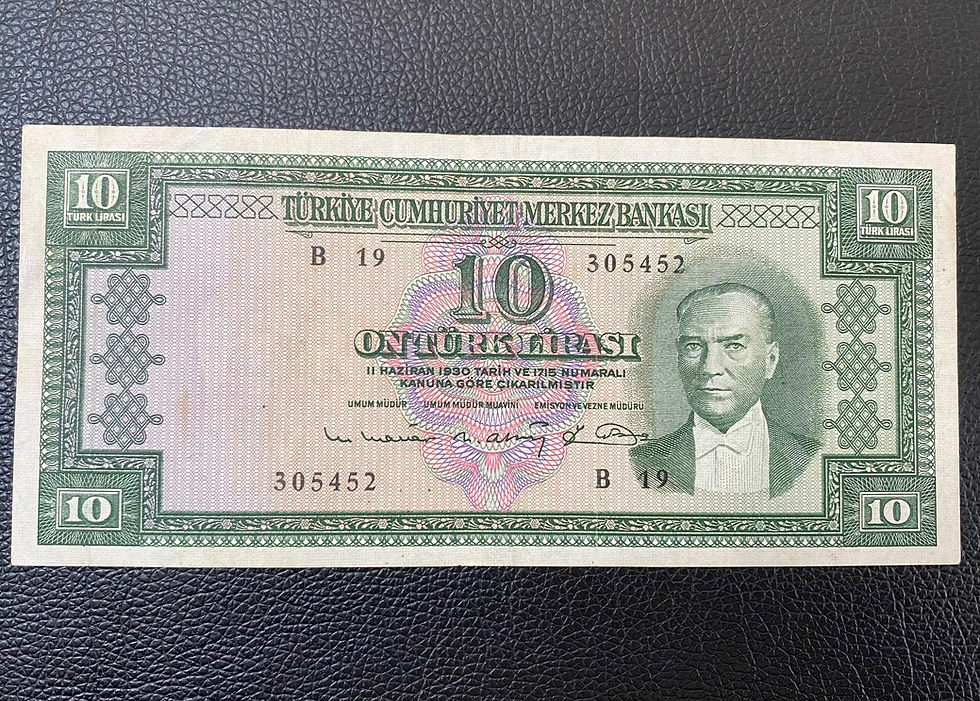 10 TÜRKİYE CUMHURİYET MERKEZ BANKASI 10
TÜRK LİRASI TÜRK LİRASI
B 19 305452
10
ON TÜRK LİRASI
11 HAZİRAN 1930 TARİH VE 1715 NUMARALI
KANUNA GÖRE ÇIKARILMIŞTIR
UMUM MÜDÜR UMUM MÜDÜR MUAVİNİ EMİSYON VE VEZNE MÜDÜRÜ
305452 B 19
10 10